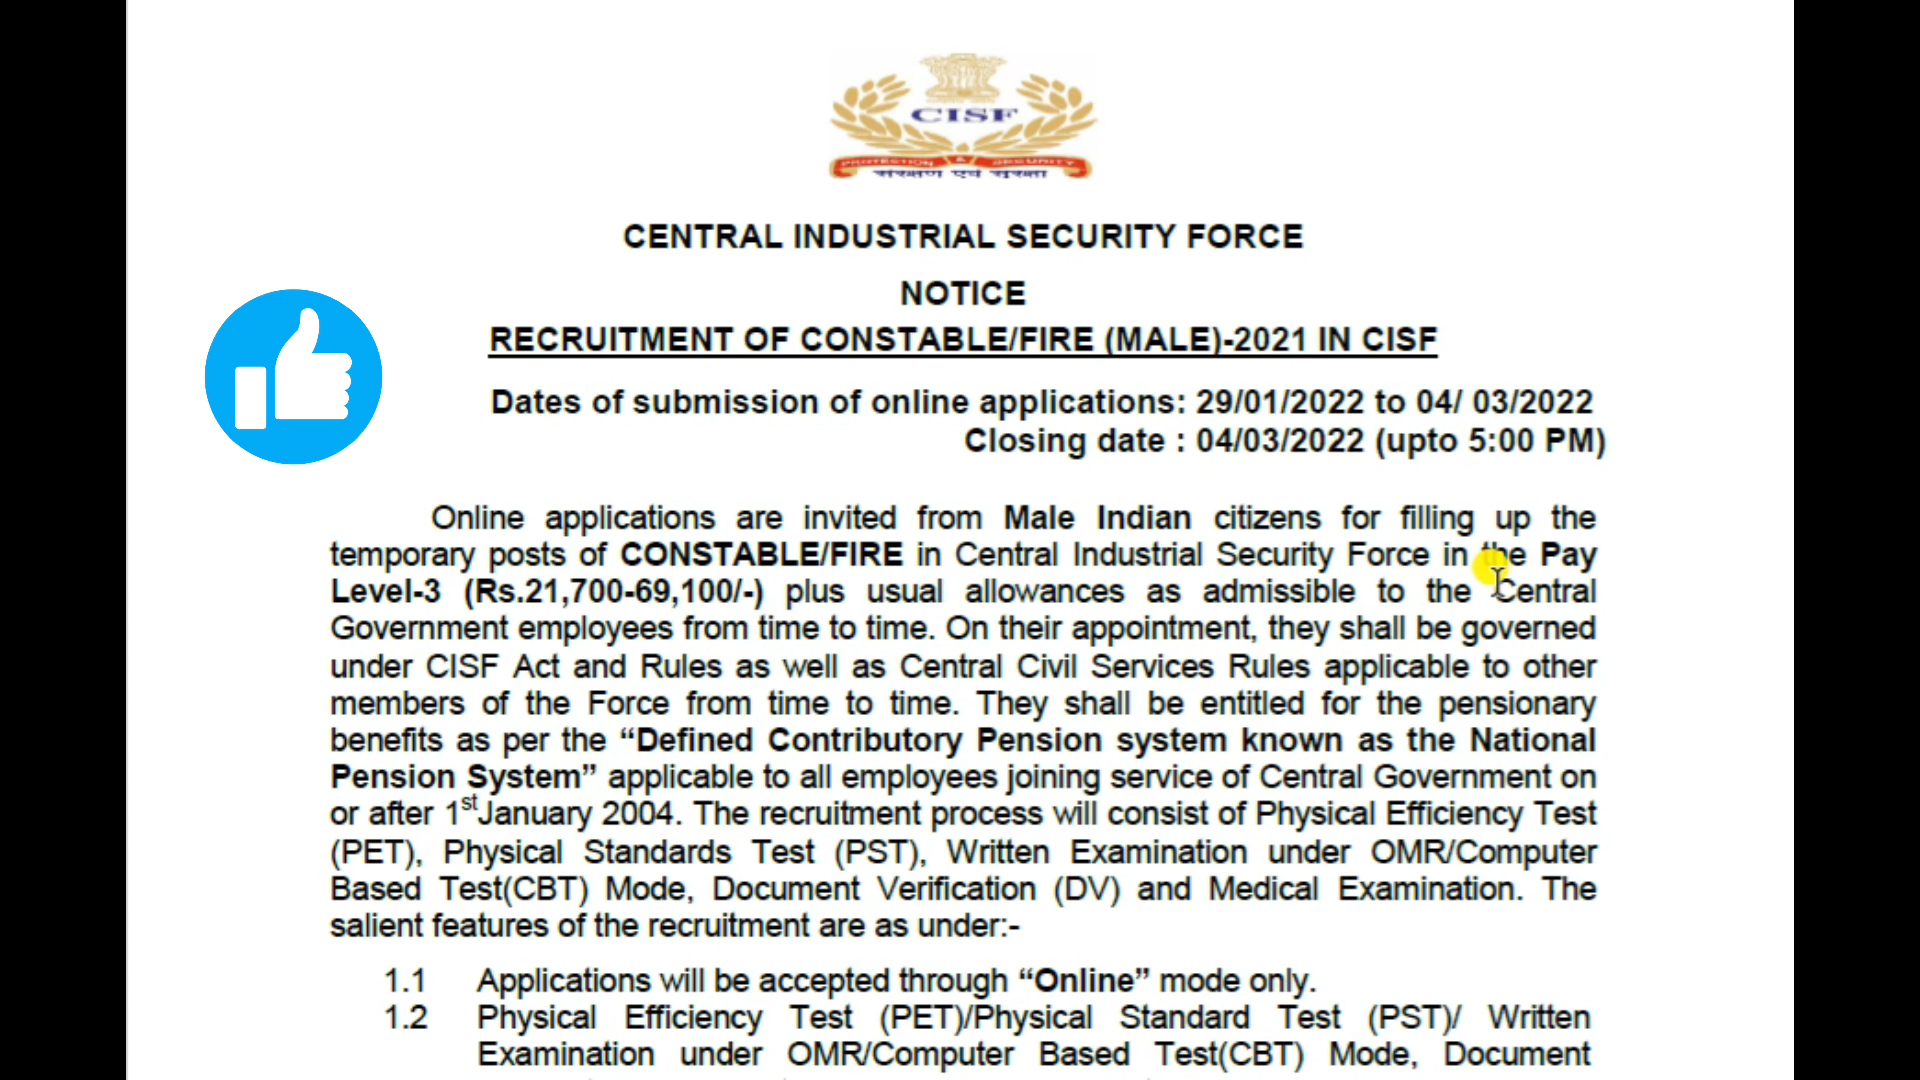 CISF
PROTECTION & SECURITY
संरक्षण एवं सुरक्षा
CENTRAL INDUSTRIAL SECURITY FORCE
NOTICE
RECRUITMENT OF CONSTABLE/FIRE (MALE)-2021 IN CISF
Dates of submission of online applications: 29/01/2022 to 04/ 03/2022
Closing date : 04/03/2022 (upto 5:00 PM)
Online applications are invited from Male Indian citizens for filling up the
temporary posts of CONSTABLE/FIRE in Central Industrial Security Force in the Pay
Level-3 (Rs.21,700-69,100/-) plus usual allowances as admissible to the Central
Government employees from time to time. On their appointment, they shall be governed
under CISF Act and Rules as well as Central Civil Services Rules applicable to other
members of the Force from time to time. They shall be entitled for the pensionary
benefits as per the “Defined Contributory Pension system known as the National
Pension System” applicable to all employees joining service of Central Government on
or after 1st January 2004. The recruitment process will consist of Physical Efficiency Test
(PET), Physical Standards Test (PST), Written Examination under OMR/Computer
Based Test(CBT) Mode, Document Verification (DV) and Medical Examination. The
salient features of the recruitment are as under:-
1.1 Applications will be accepted through “Online” mode only.
1.2 Physical Efficiency Test (PET)/Physical Standard Test (PST)/ Written
Examination under OMR/Computer Based Test(CBT) Mode, Document